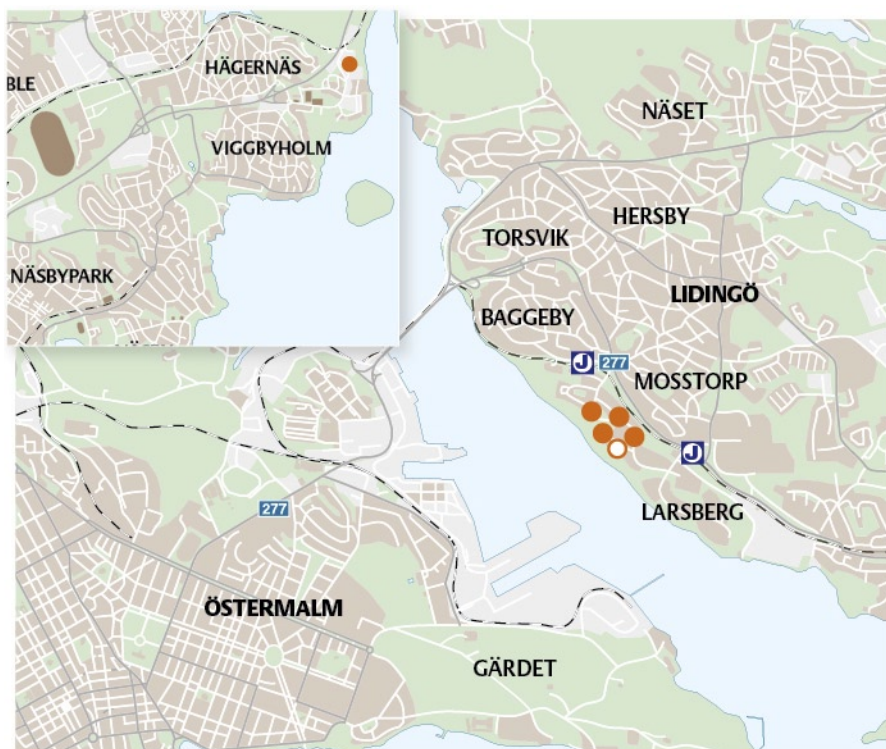 BLE
HÄGERNÄS
VIGGBYHOLM
NÄSBYPARK
NÄSET
HERSBY
TORSVIK
LIDINGÖ
BAGGEBY
J
277
MOSSTORP
J
LARSBERG
277
ÖSTERMALM
GÄRDET